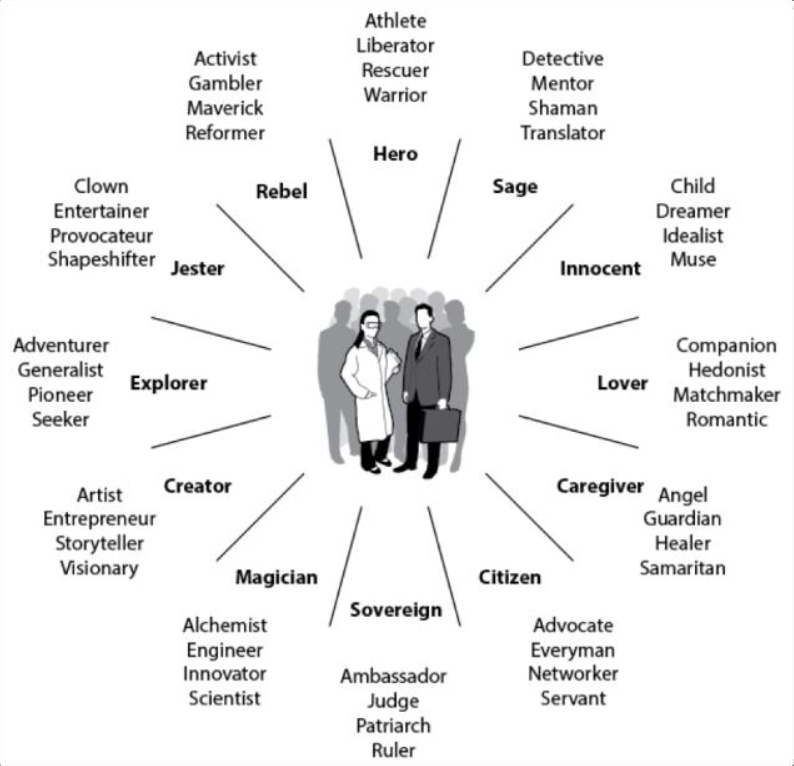 Athlete
Liberator
Rescuer
Warrior
Hero
Detective
Mentor
Shaman
Translator
Sage
Child
Dreamer
Idealist
Muse
Innocent
Companion
Hedonist
Matchmaker
Romantic
Lover
Caregiver
Angel
Guardian
Healer
Samaritan
Citizen
Advocate
Everyman
Networker
Servant
Sovereign
Ambassador
Judge
Patriarch
Ruler
Magician
Alchemist
Engineer
Innovator
Scientist
Creator
Artist
Entrepreneur
Storyteller
Visionary
Explorer
Adventurer
Generalist
Pioneer
Seeker
Clown
Entertainer
Provocateur
Shapeshifter
Jester
Activist
Gambler
Maverick
Reformer
Rebel